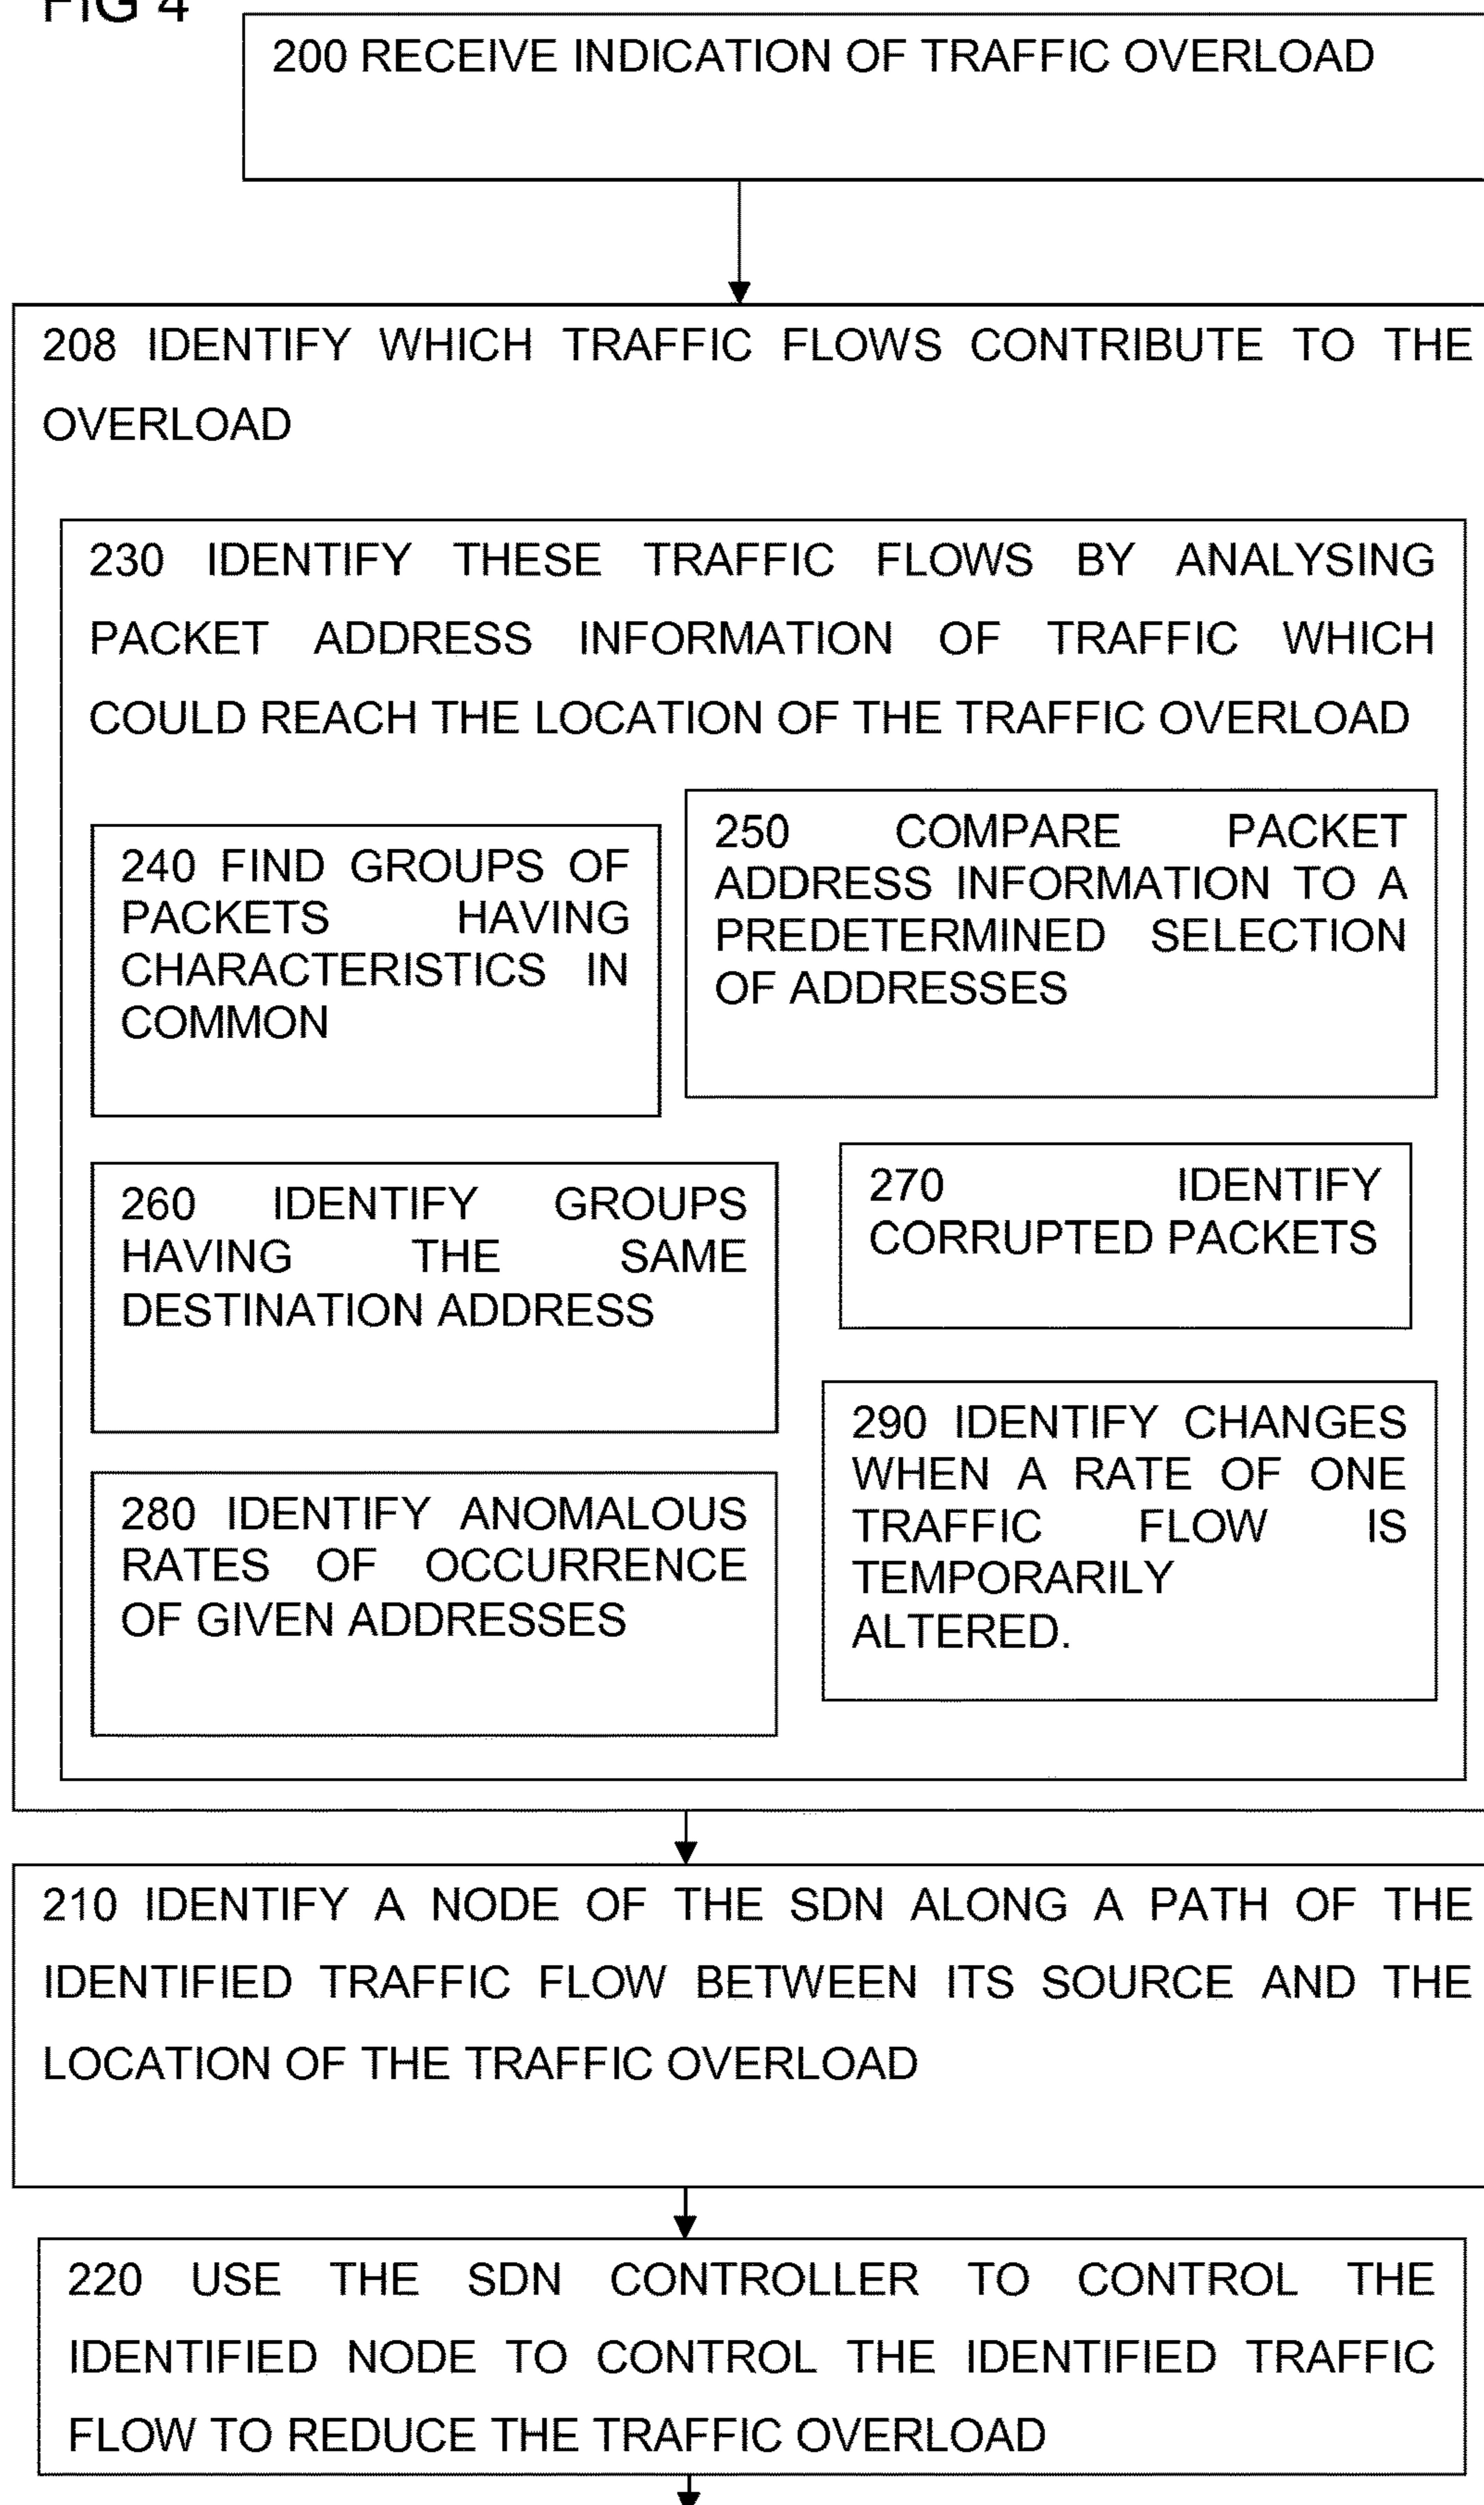 FIG 4
200 RECEIVE INDICATION OF TRAFFIC OVERLOAD
208 IDENTIFY WHICH TRAFFIC FLOWS CONTRIBUTE TO THE
OVERLOAD
230 IDENTIFY THESE TRAFFIC FLOWS BY ANALYSING
PACKET ADDRESS INFORMATION OF TRAFFIC WHICH
COULD REACH THE LOCATION OF THE TRAFFIC OVERLOAD
240 FIND GROUPS OF
PACKETS HAVING
CHARACTERISTICS IN
COMMON
250 COMPARE PACKET
ADDRESS INFORMATION TO A
PREDETERMINED SELECTION
OF ADDRESSES
260 IDENTIFY GROUPS
HAVING THE SAME
DESTINATION ADDRESS
270 IDENTIFY
CORRUPTED PACKETS
280 IDENTIFY ANOMALOUS
RATES OF OCCURRENCE
OF GIVEN ADDRESSES
290 IDENTIFY CHANGES
WHEN A RATE OF ONE
TRAFFIC FLOW IS
TEMPORARILY
ALTERED.
210 IDENTIFY A NODE OF THE SDN ALONG A PATH OF THE
IDENTIFIED TRAFFIC FLOW BETWEEN ITS SOURCE AND THE
LOCATION OF THE TRAFFIC OVERLOAD
220 USE THE SDN CONTROLLER TO CONTROL THE
IDENTIFIED NODE TO CONTROL THE IDENTIFIED TRAFFIC
FLOW TO REDUCE THE TRAFFIC OVERLOAD